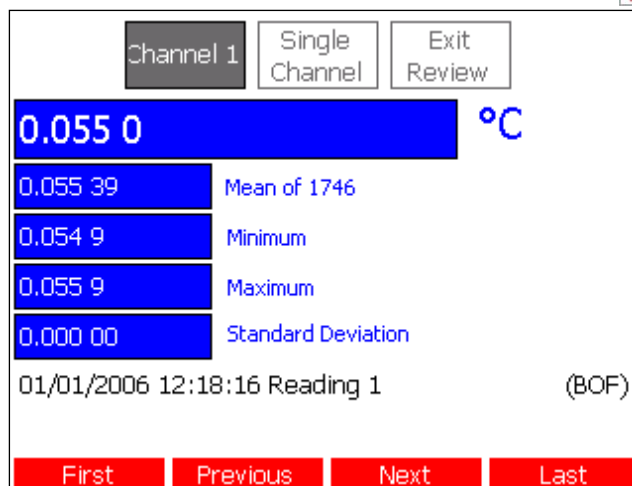 Channel 1 Single Channel Exit Review
0.055 0 °C
0.055 39 Mean of 1746
0.054 9 Minimum
0.055 9 Maximum
0.000 00 Standard Deviation
01/01/2006 12:18:16 Reading 1 (BOF)
First Previous Next Last